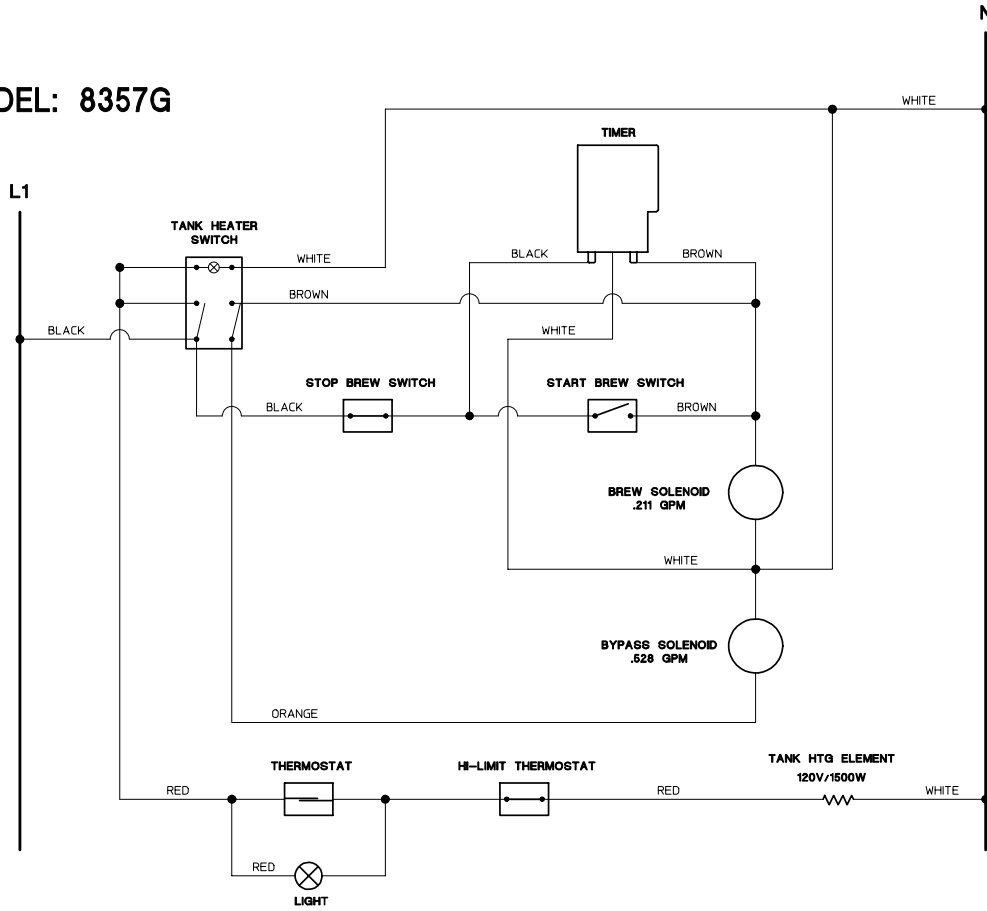 N
DEL: 8357G
WHITE
TIMER
L1
TANK HEATER
SWITCH
WHITE
BLACK
BROWN
BROWN
BLACK
WHITE
STOP BREW SWITCH
START BREW SWITCH
BLACK
BROWN
BREW SOLENOID
.211 GPM
WHITE
BYPASS SOLENOID
.528 GPM
ORANGE
THERMOSTAT
HI-LIMIT THERMOSTAT
TANK HTG ELEMENT
120V/1500W
RED
RED
WHITE
RED
LIGHT